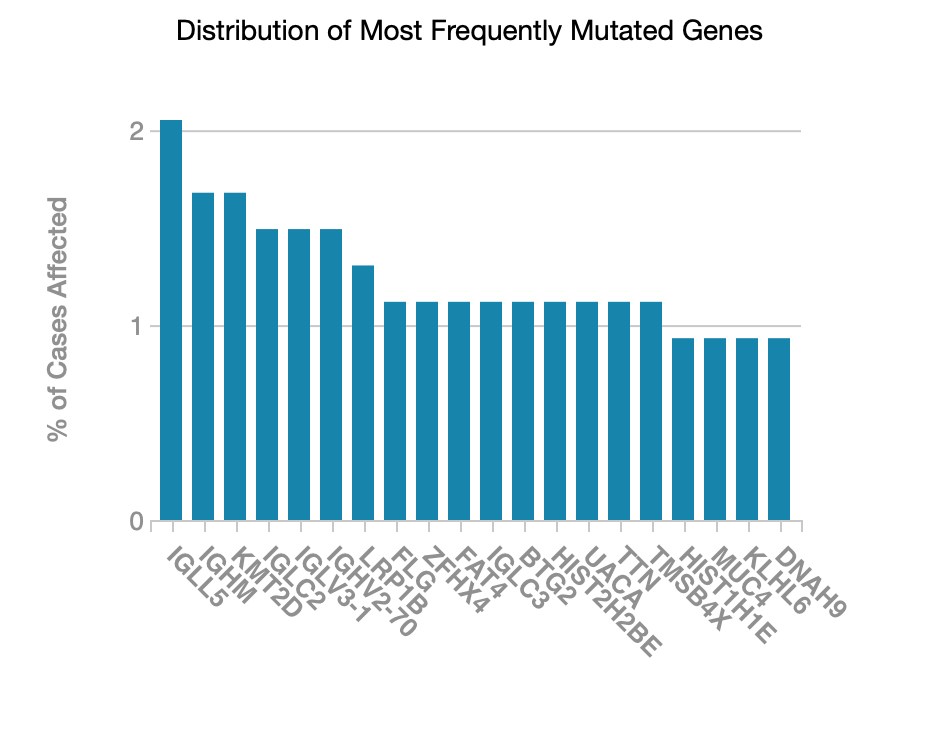 Distribution of Most Frequently Mutated Genes
% of Cases Affected
2
1
0
IGLL5
IGHM
KMT2D
IGLC2
IGLV3-1
IGHV2-70
LRP1B
FLG
ZFHX4
FAT4
IGLC3
BTG2
HIST2H2BE
UACA
TTN
TMSB4X
HIST1H1E
MUC4
KLHL6
DNAH9